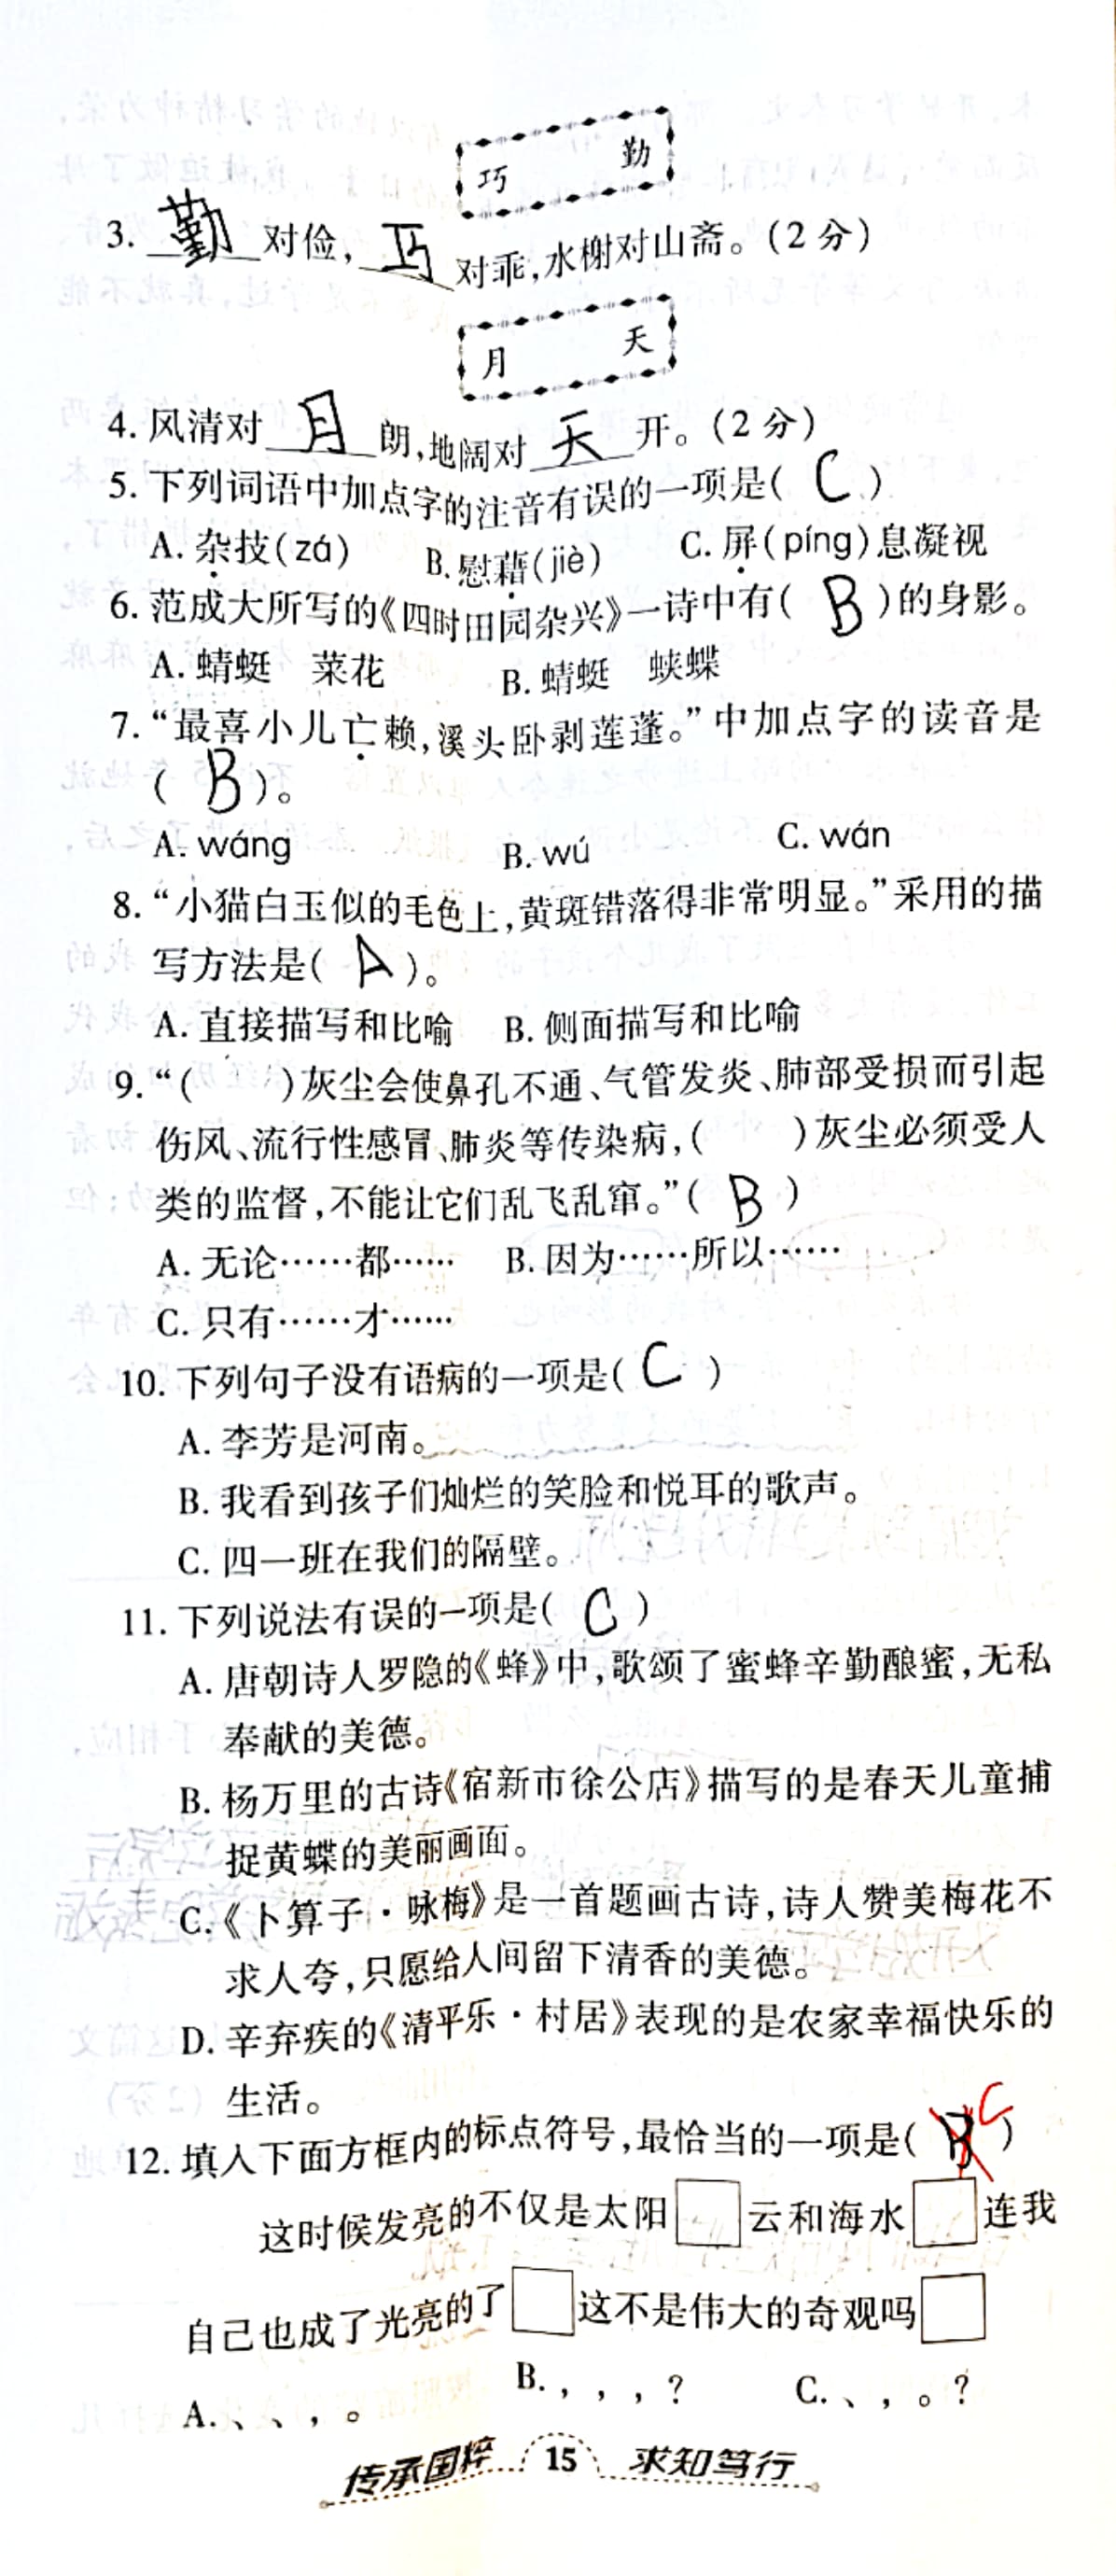 巧 勤
3. 勤 对俭, 巧 对乖,水榭对山斋。(2分)
月 天
4. 风清对 月 朗,地阔对 天 开。(2分)
5. 下列词语中加点字的注音有误的一项是( C )
A. 杂技(zá) B. 慰藉(jiè) C. 屏(píng)息凝视
6. 范成大所写的《四时田园杂兴》一诗中有( B )的身影。
A. 蜻蜓 菜花 B. 蜻蜓 蛱蝶
7. “最喜小儿亡赖,溪头卧剥莲蓬。”中加点字的读音是
( B )。
A. wáng B. wú C. wán
8. “小猫白玉似的毛色上,黄斑错落得非常明显。”采用的描
写方法是( A )。
A. 直接描写和比喻 B. 侧面描写和比喻
9. “( )灰尘会使鼻孔不通、气管发炎、肺部受损而引起
伤风、流行性感冒、肺炎等传染病,( )灰尘必须受人
类的监督,不能让它们乱飞乱窜。”( B )
A. 无论……都…… B. 因为……所以……
C. 只有……才……
10. 下列句子没有语病的一项是( C )
A. 李芳是河南。
B. 我看到孩子们灿烂的笑脸和悦耳的歌声。
C. 四一班在我们的隔壁。
11. 下列说法有误的一项是( C )
A. 唐朝诗人罗隐的《蜂》中,歌颂了蜜蜂辛勤酿蜜,无私
奉献的美德。
B. 杨万里的古诗《宿新市徐公店》描写的是春天儿童捕
捉黄蝶的美丽画面。
C.《卜算子·咏梅》是一首题画古诗,诗人赞美梅花不
求人夸,只愿给人间留下清香的美德。
D. 辛弃疾的《清平乐·村居》表现的是农家幸福快乐的
生活。
12. 填入下面方框内的标点符号,最恰当的一项是( B C )
这时候发亮的不仅是太阳□云和海水□连我
自己也成了光亮的了□这不是伟大的奇观吗□
A. 、 、 , 。 B. , , , ? C. 、 , 。 ?
传承国粹 15 求知笃行